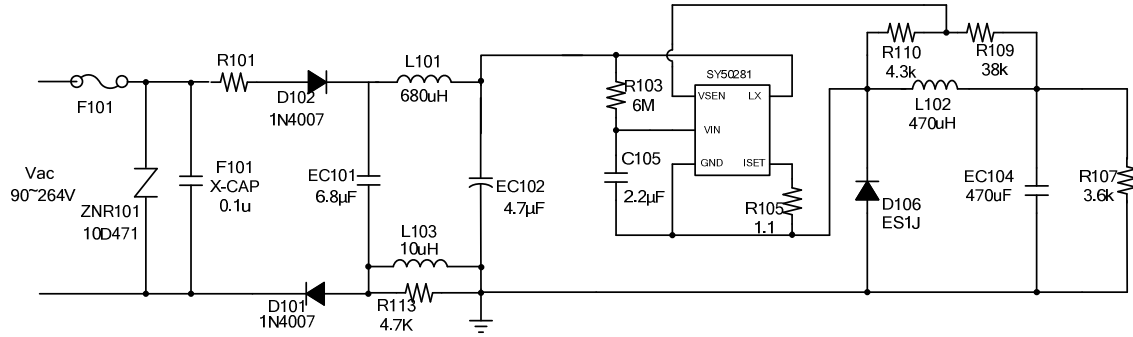 F101
R101
D102
1N4007
L101
680uH
Vac
90~264V
ZNR101
10D471
F101
X-CAP
0.1u
EC101
6.8µF
EC102
4.7µF
L103
10uH
D101
1N4007
R113
4.7K
R103
6M
C105
2.2µF
SY50281
VSEN
LX
VIN
GND
ISET
R105
1.1
R110
4.3k
R109
38k
L102
470uH
D106
ES1J
EC104
470uF
R107
3.6k